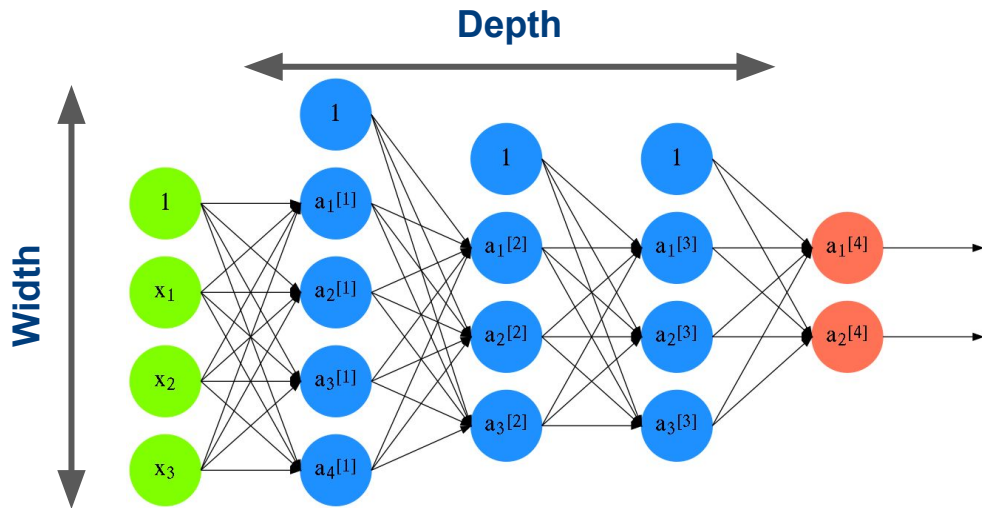 Depth
Width
1
x₁
x₂
x₃
1
a₁[1]
a₂[1]
a₃[1]
a₄[1]
1
a₁[2]
a₂[2]
a₃[2]
1
a₁[3]
a₂[3]
a₃[3]
a₁[4]
a₂[4]